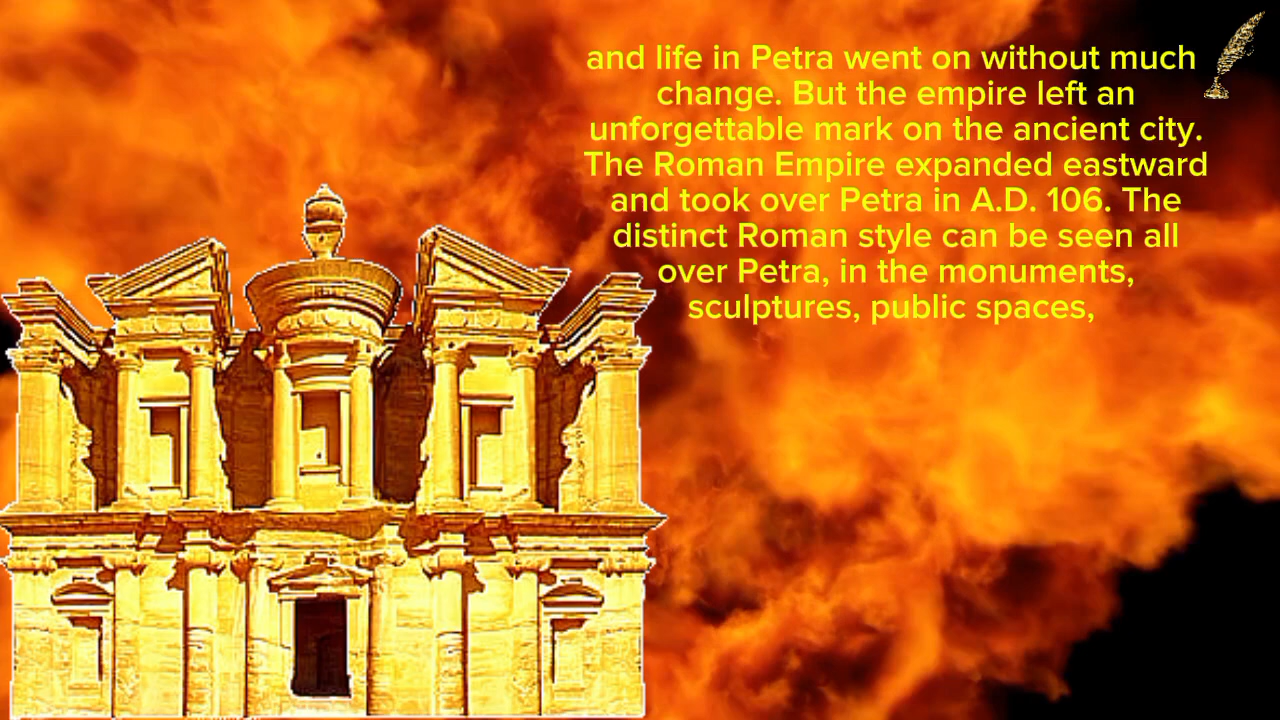 and life in Petra went on without much
change. But the empire left an
unforgettable mark on the ancient city.
The Roman Empire expanded eastward
and took over Petra in A.D. 106. The
distinct Roman style can be seen all
over Petra, in the monuments,
sculptures, public spaces,